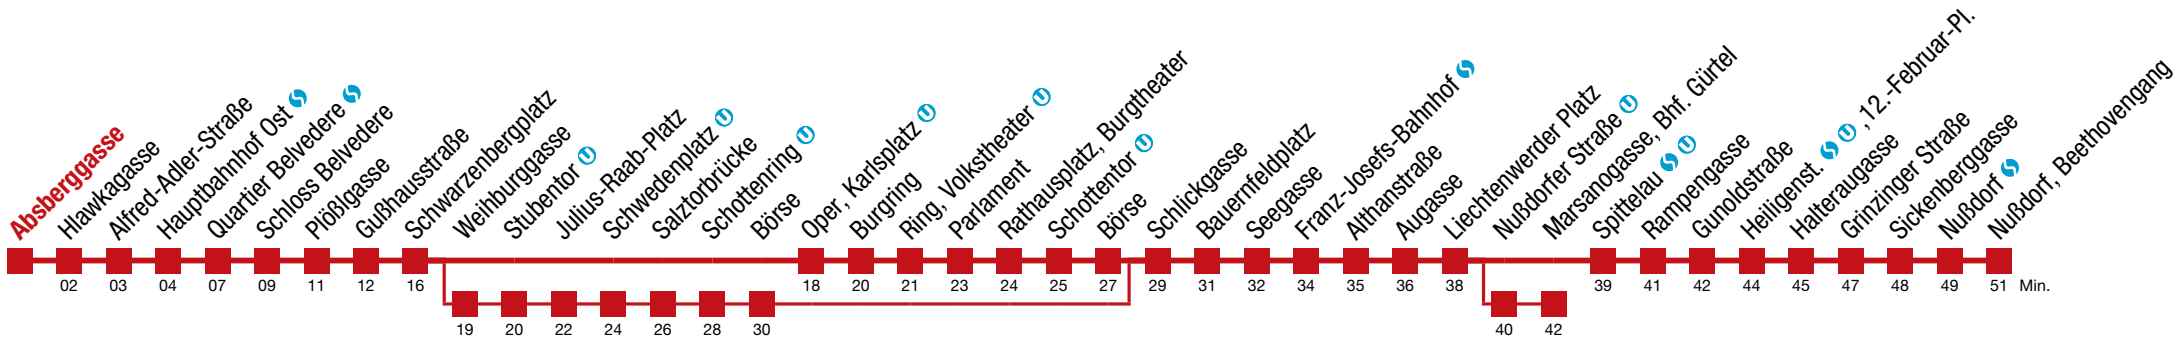 Absberggasse
Hlawkagasse
Alfred-Adler-Straße
Hauptbahnhof Ost S
Quartier Belvedere S
Schloss Belvedere
Plößlgasse
Gußhausstraße
Schwarzenbergplatz
Weihburggasse
Stubentor U
Julius-Raab-Platz
Schwedenplatz U
Salztorbrücke
Schottenring U
Börse
Oper, Karlsplatz U
Burgring
Ring, Volkstheater U
Parlament
Rathausplatz, Burgtheater
Schottentor U
Börse
Schlickgasse
Bauernfeldplatz
Seegasse
Franz-Josefs-Bahnhof S
Althanstraße
Augasse
Liechtenwerder Platz
Nußdorfer Straße U
Marsanogasse, Bhf. Gürtel
Spittelau S U
Rampengasse
Gunoldstraße
Heiligenst. S U , 12.-Februar-Pl.
Halteraugasse
Grinzinger Straße
Sickenberggasse
Nußdorf S
Nußdorf, Beethovengang
02 03 04 07 09 11 12 16 18 20 21 23 24 25 27 29 31 32 34 35 36 38 39 41 42 44 45 47 48 49 51 Min.
19 20 22 24 26 28 30 40 42